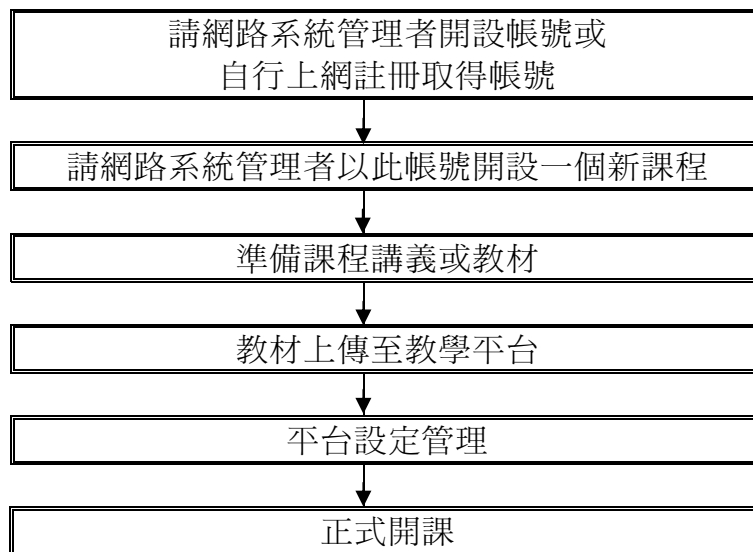 請網路系統管理者開設帳號或
自行上網註冊取得帳號
請網路系統管理者以此帳號開設一個新課程
準備課程講義或教材
教材上傳至教學平台
平台設定管理
正式開課